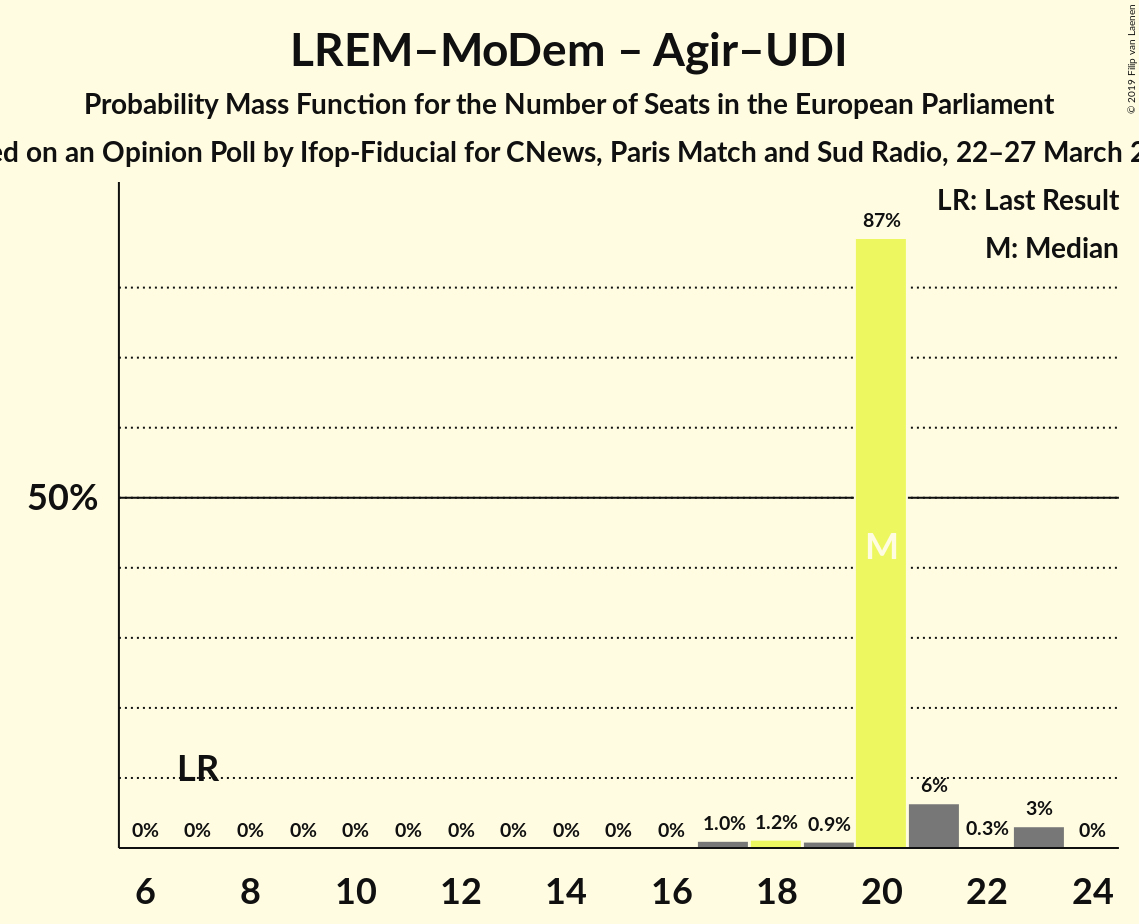 LREM–MoDem – Agir–UDI
Probability Mass Function for the Number of Seats in the European Parliament
on an Opinion Poll by Ifop-Fiducial for CNews, Paris Match and Sud Radio, 22–27 March
© 2019 Filip van Laenen
LR: Last Result
M: Median
87%
50%
M
LR
0% 0% 0% 0% 0% 0% 0% 0% 0% 0% 0% 1.0% 1.2% 0.9% 6% 0.3% 3% 0%
6 8 10 12 14 16 18 20 22 24